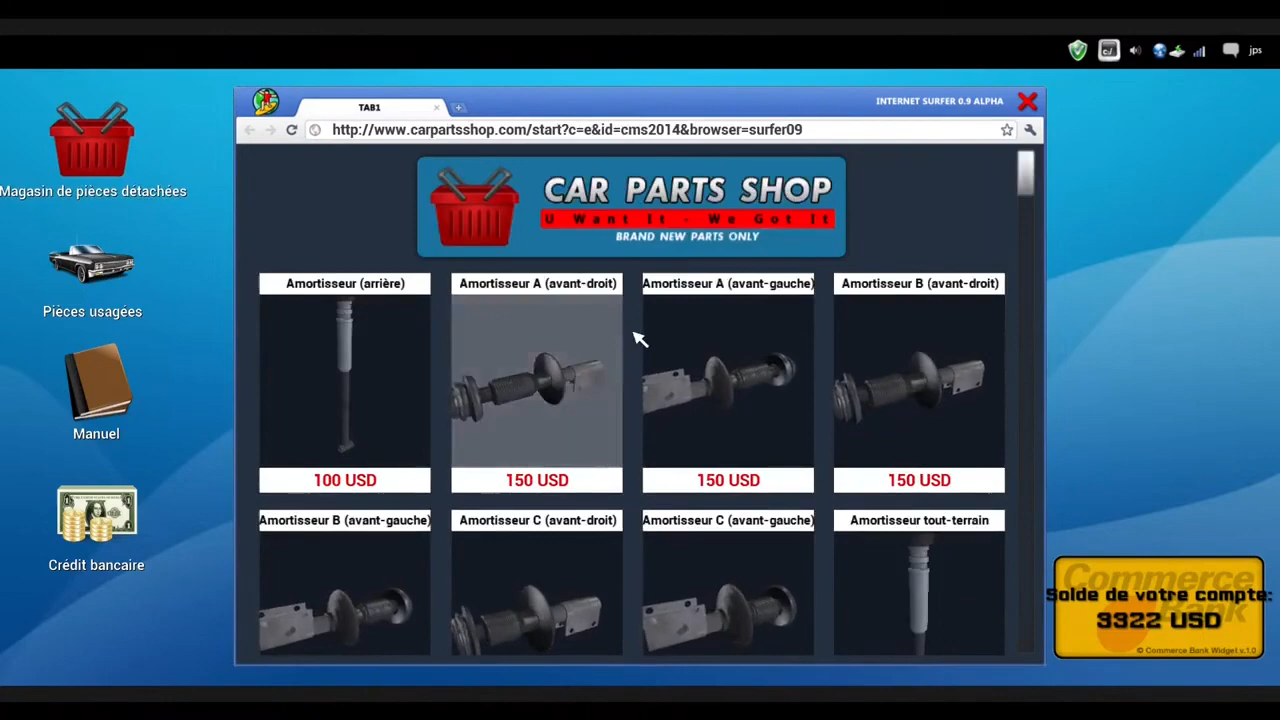 jps
TAB1
INTERNET SURFER 0.9 ALPHA
http://www.carpartsshop.com/start?c=e&id=cms2014&browser=surfer09
Magasin de pièces détachées
Pièces usagées
Manuel
Crédit bancaire
CAR PARTS SHOP
U Want It - We Got It
BRAND NEW PARTS ONLY
Amortisseur (arrière)
100 USD
Amortisseur A (avant-droit)
150 USD
Amortisseur A (avant-gauche)
150 USD
Amortisseur B (avant-droit)
150 USD
Amortisseur B (avant-gauche)
Amortisseur C (avant-droit)
Amortisseur C (avant-gauche)
Amortisseur tout-terrain
Commerce
Bank
Solde de votre compte:
3322 USD
© Commerce Bank Widget v.1.0